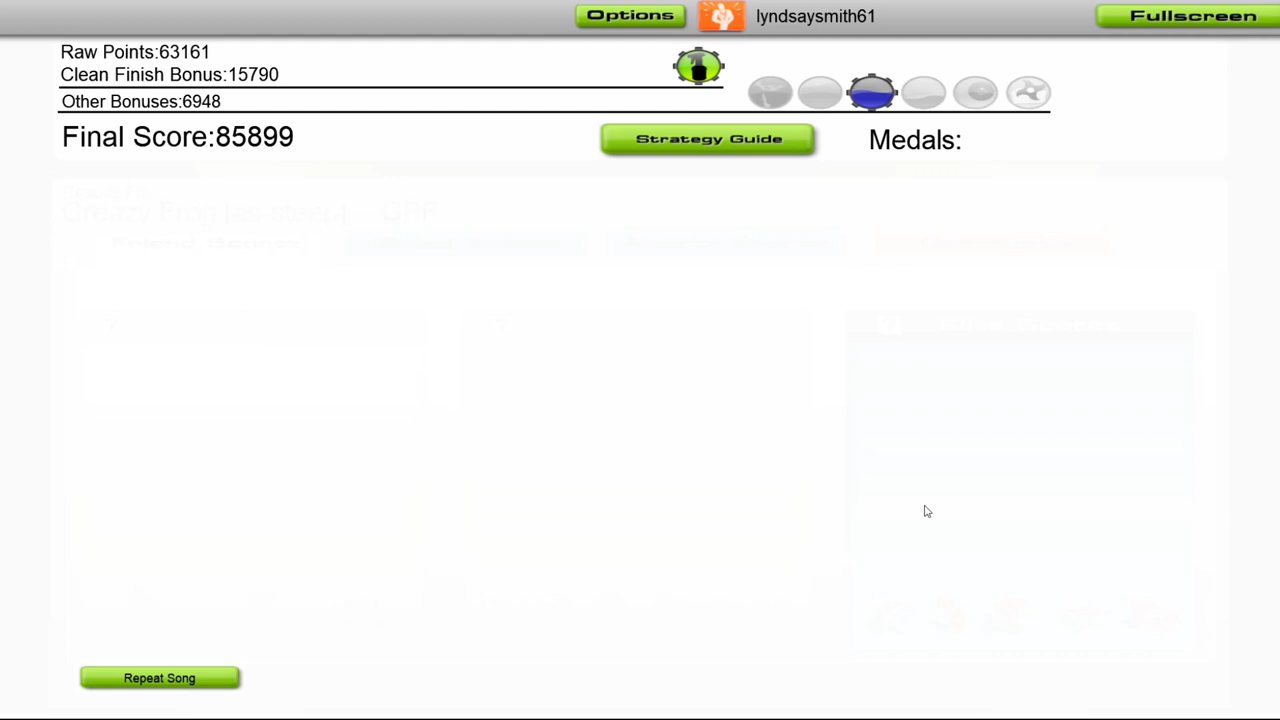 Options
lyndsaysmith61
Fullscreen
Raw Points:63161
Clean Finish Bonus:15790
Other Bonuses:6948
Final Score:85899
Strategy Guide
Medals:
Repeat Song